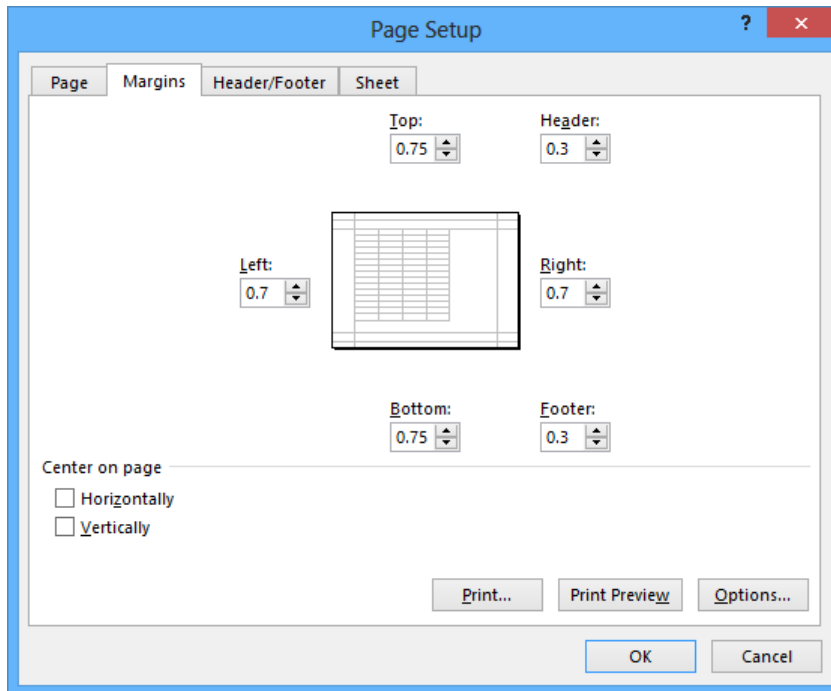 Page Setup
?
Page Margins Header/Footer Sheet
Top: Header:
0.75 0.3
Left: Right:
0.7 0.7
Bottom: Footer:
0.75 0.3
Center on page
Horizontally
Vertically
Print... Print Preview Options...
OK Cancel